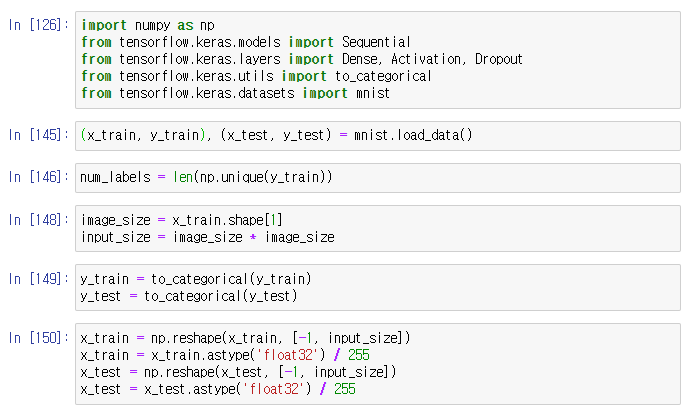 In [126]: import numpy as np
from tensorflow.keras.models import Sequential
from tensorflow.keras.layers import Dense, Activation, Dropout
from tensorflow.keras.utils import to_categorical
from tensorflow.keras.datasets import mnist
In [145]: (x_train, y_train), (x_test, y_test) = mnist.load_data()
In [146]: num_labels = len(np.unique(y_train))
In [148]: image_size = x_train.shape[1]
input_size = image_size * image_size
In [149]: y_train = to_categorical(y_train)
y_test = to_categorical(y_test)
In [150]: x_train = np.reshape(x_train, [-1, input_size])
x_train = x_train.astype('float32') / 255
x_test = np.reshape(x_test, [-1, input_size])
x_test = x_test.astype('float32') / 255